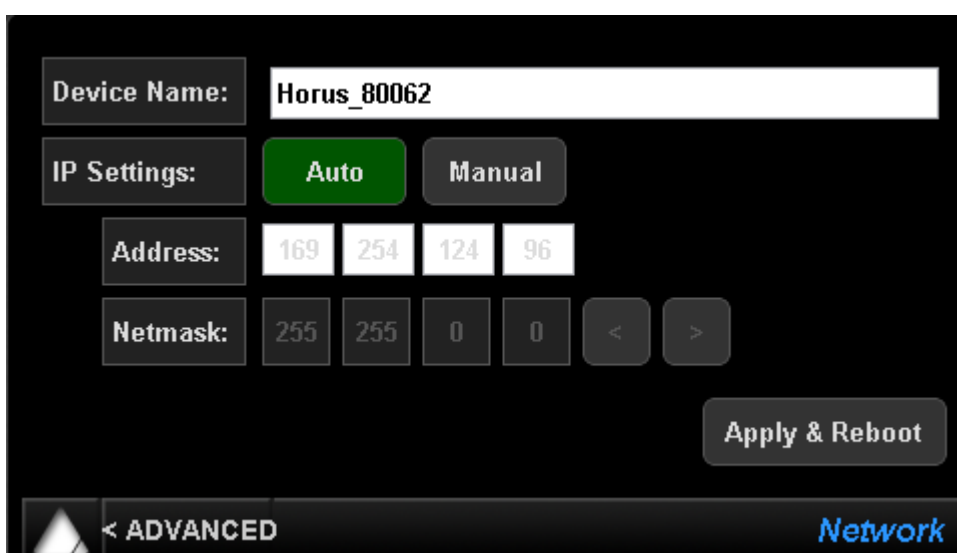 Device Name: Horus_80062
IP Settings: Auto Manual
Address: 169 254 124 96
Netmask: 255 255 0 0 < >
Apply & Reboot
< ADVANCED Network